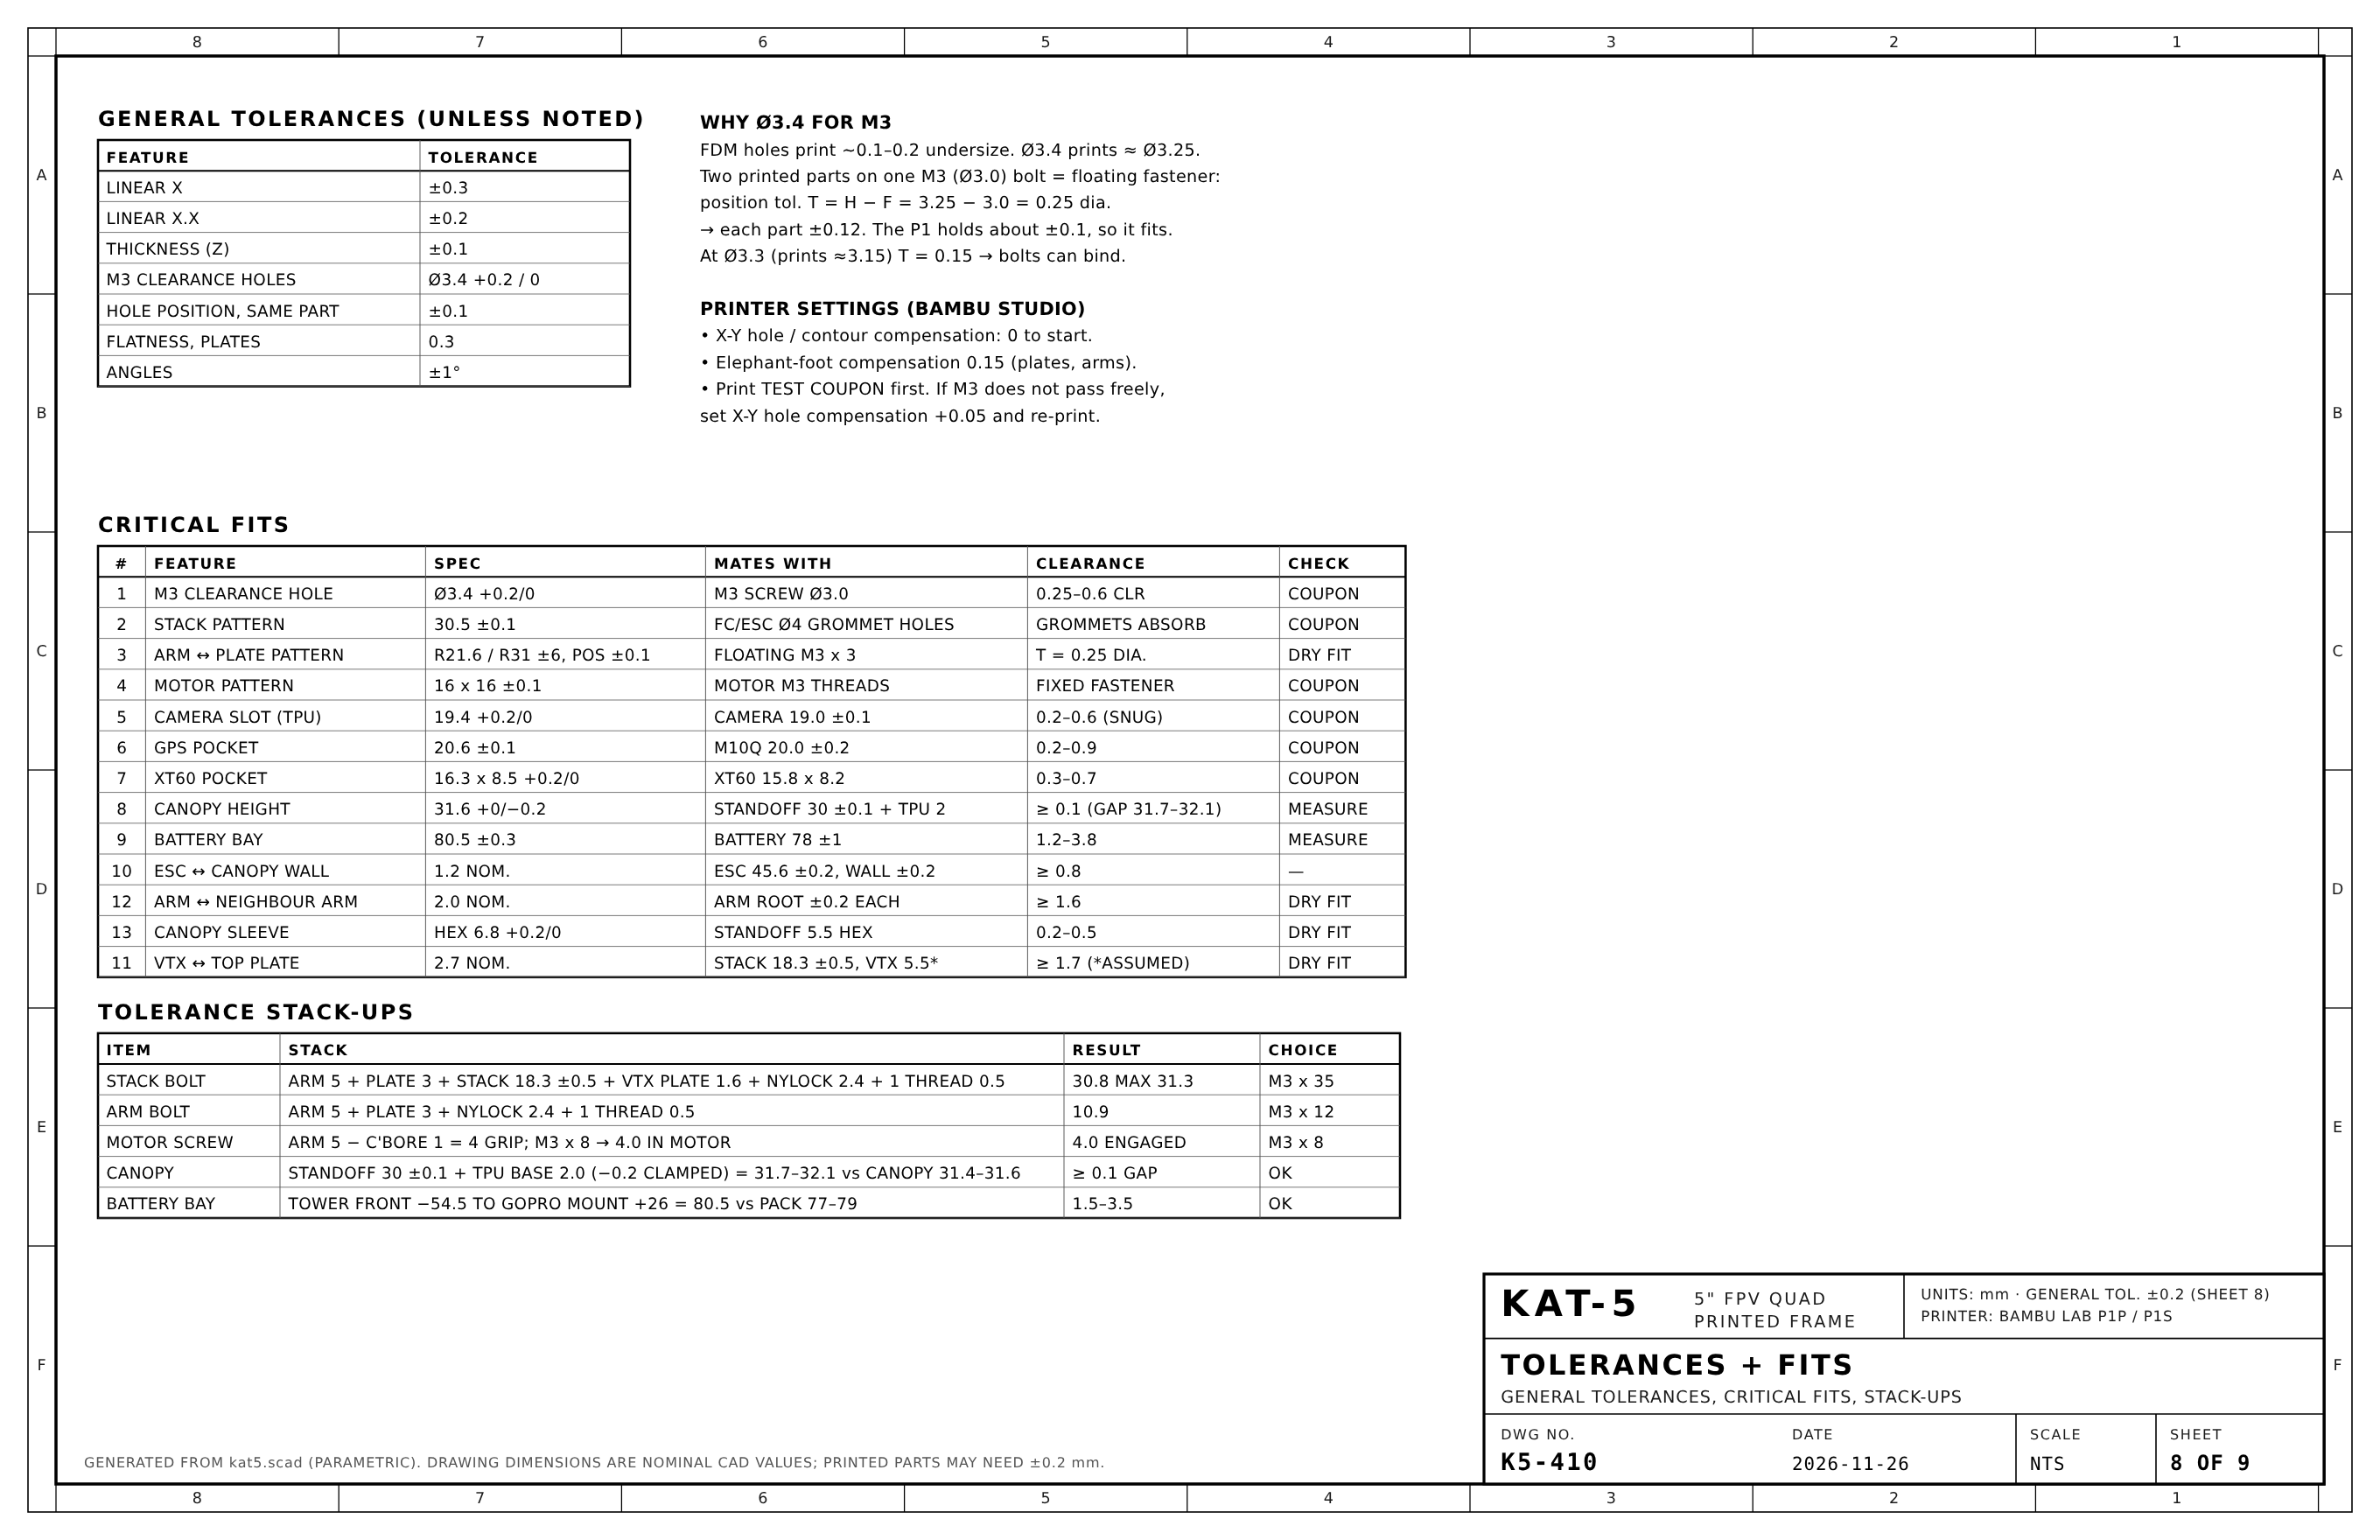 8 7 6 5 4 3 2 1
A A
B B
C C
D D
E E
F F
GENERAL TOLERANCES (UNLESS NOTED)
FEATURE TOLERANCE
LINEAR X ±0.3
LINEAR X.X ±0.2
THICKNESS (Z) ±0.1
M3 CLEARANCE HOLES Ø3.4 +0.2 / 0
HOLE POSITION, SAME PART ±0.1
FLATNESS, PLATES 0.3
ANGLES ±1°
WHY Ø3.4 FOR M3
FDM holes print ~0.1–0.2 undersize. Ø3.4 prints ≈ Ø3.25.
Two printed parts on one M3 (Ø3.0) bolt = floating fastener:
position tol. T = H − F = 3.25 − 3.0 = 0.25 dia.
→ each part ±0.12. The P1 holds about ±0.1, so it fits.
At Ø3.3 (prints ≈3.15) T = 0.15 → bolts can bind.
PRINTER SETTINGS (BAMBU STUDIO)
• X-Y hole / contour compensation: 0 to start.
• Elephant-foot compensation 0.15 (plates, arms).
• Print TEST COUPON first. If M3 does not pass freely,
set X-Y hole compensation +0.05 and re-print.
CRITICAL FITS
# FEATURE SPEC MATES WITH CLEARANCE CHECK
1 M3 CLEARANCE HOLE Ø3.4 +0.2/0 M3 SCREW Ø3.0 0.25–0.6 CLR COUPON
2 STACK PATTERN 30.5 ±0.1 FC/ESC Ø4 GROMMET HOLES GROMMETS ABSORB COUPON
3 ARM ↔ PLATE PATTERN R21.6 / R31 ±6, POS ±0.1 FLOATING M3 x 3 T = 0.25 DIA. DRY FIT
4 MOTOR PATTERN 16 x 16 ±0.1 MOTOR M3 THREADS FIXED FASTENER COUPON
5 CAMERA SLOT (TPU) 19.4 +0.2/0 CAMERA 19.0 ±0.1 0.2–0.6 (SNUG) COUPON
6 GPS POCKET 20.6 ±0.1 M10Q 20.0 ±0.2 0.2–0.9 COUPON
7 XT60 POCKET 16.3 x 8.5 +0.2/0 XT60 15.8 x 8.2 0.3–0.7 COUPON
8 CANOPY HEIGHT 31.6 +0/−0.2 STANDOFF 30 ±0.1 + TPU 2 ≥ 0.1 (GAP 31.7–32.1) MEASURE
9 BATTERY BAY 80.5 ±0.3 BATTERY 78 ±1 1.2–3.8 MEASURE
10 ESC ↔ CANOPY WALL 1.2 NOM. ESC 45.6 ±0.2, WALL ±0.2 ≥ 0.8 —
12 ARM ↔ NEIGHBOUR ARM 2.0 NOM. ARM ROOT ±0.2 EACH ≥ 1.6 DRY FIT
13 CANOPY SLEEVE HEX 6.8 +0.2/0 STANDOFF 5.5 HEX 0.2–0.5 DRY FIT
11 VTX ↔ TOP PLATE 2.7 NOM. STACK 18.3 ±0.5, VTX 5.5* ≥ 1.7 (*ASSUMED) DRY FIT
TOLERANCE STACK-UPS
ITEM STACK RESULT CHOICE
STACK BOLT ARM 5 + PLATE 3 + STACK 18.3 ±0.5 + VTX PLATE 1.6 + NYLOCK 2.4 + 1 THREAD 0.5 30.8 MAX 31.3 M3 x 35
ARM BOLT ARM 5 + PLATE 3 + NYLOCK 2.4 + 1 THREAD 0.5 10.9 M3 x 12
MOTOR SCREW ARM 5 − C'BORE 1 = 4 GRIP; M3 x 8 → 4.0 IN MOTOR 4.0 ENGAGED M3 x 8
CANOPY STANDOFF 30 ±0.1 + TPU BASE 2.0 (−0.2 CLAMPED) = 31.7–32.1 vs CANOPY 31.4–31.6 ≥ 0.1 GAP OK
BATTERY BAY TOWER FRONT −54.5 TO GOPRO MOUNT +26 = 80.5 vs PACK 77–79 1.5–3.5 OK
KAT-5
5" FPV QUAD
PRINTED FRAME
UNITS: mm · GENERAL TOL. ±0.2 (SHEET 8)
PRINTER: BAMBU LAB P1P / P1S
TOLERANCES + FITS
GENERAL TOLERANCES, CRITICAL FITS, STACK-UPS
DWG NO. DATE SCALE SHEET
K5-410 2026-11-26 NTS 8 OF 9
GENERATED FROM kat5.scad (PARAMETRIC). DRAWING DIMENSIONS ARE NOMINAL CAD VALUES; PRINTED PARTS MAY NEED ±0.2 mm.
8 7 6 5 4 3 2 1